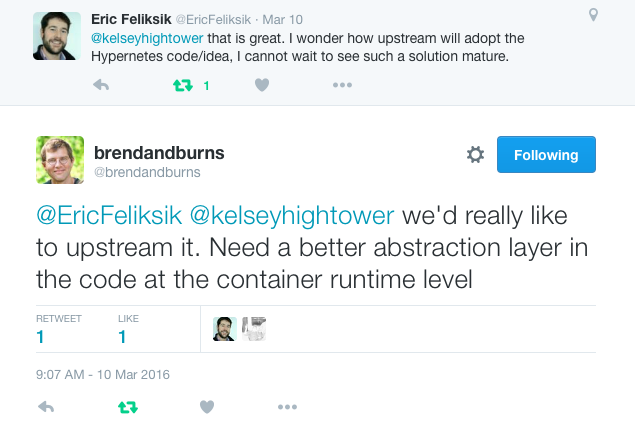 Eric Feliksik @EricFeliksik · Mar 10
@kelseyhightower that is great. I wonder how upstream will adopt the
Hypernetes code/idea, I cannot wait to see such a solution mature.
1
brendandburns
@brendandburns
Following
@EricFeliksik @kelseyhightower we'd really like
to upstream it. Need a better abstraction layer in
the code at the container runtime level
RETWEET LIKE
1 1
9:07 AM - 10 Mar 2016